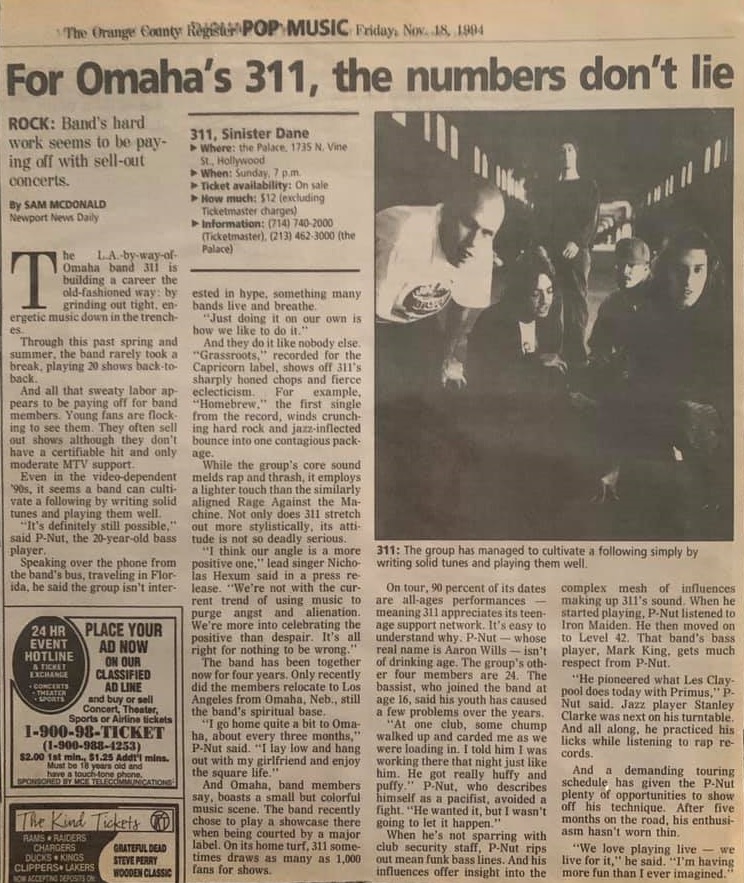 The Orange County Register POP MUSIC Friday, Nov. 18, 1994
For Omaha's 311, the numbers don't lie
ROCK: Band's hard
work seems to be pay-
ing off with sell-out
concerts.
By SAM MCDONALD
Newport News Daily
The L.A.-by-way-of-
Omaha band 311 is
building a career the
old-fashioned way: by
grinding out tight, en-
ergetic music down in the trench-
es.
Through this past spring and
summer, the band rarely took a
break, playing 20 shows back-to-
back.
And all that sweaty labor ap-
pears to be paying off for band
members. Young fans are flock-
ing to see them. They often sell
out shows although they don't
have a certifiable hit and only
moderate MTV support.
Even in the video-dependent
'90s, it seems a band can culti-
vate a following by writing solid
tunes and playing them well.
"It's definitely still possible,"
said P-Nut, the 20-year-old bass
player.
Speaking over the phone from
the band's bus, traveling in Flor-
ida, he said the group isn't inter-
311, Sinister Dane
▶ Where: the Palace, 1735 N. Vine
St., Hollywood
▶ When: Sunday, 7 p.m.
▶ Ticket availability: On sale
▶ How much: $12 (excluding
Ticketmaster charges)
▶ Information: (714) 740-2000
(Ticketmaster), (213) 462-3000 (the
Palace)
ested in hype, something many
bands live and breathe.
"Just doing it on our own is
how we like to do it."
And they do it like nobody else.
"Grassroots," recorded for the
Capricorn label, shows off 311's
sharply honed chops and fierce
eclecticism. For example,
"Homebrew," the first single
from the record, winds crunch-
ing hard rock and jazz-inflected
bounce into one contagious pack-
age.
While the group's core sound
melds rap and thrash, it employs
a lighter touch than the similarly
aligned Rage Against the Ma-
chine. Not only does 311 stretch
out more stylistically, its atti-
tude is not so deadly serious.
"I think our angle is a more
positive one," lead singer Nicho-
las Hexum said in a press re-
lease. "We're not with the cur-
rent trend of using music to
purge angst and alienation.
We're more into celebrating the
positive than despair. It's all
right for nothing to be wrong."
The band has been together
now for four years. Only recently
did the members relocate to Los
Angeles from Omaha, Neb., still
the band's spiritual base.
"I go home quite a bit to Oma-
ha, about every three months,"
P-Nut said. "I lay low and hang
out with my girlfriend and enjoy
the square life."
And Omaha, band members
say, boasts a small but colorful
music scene. The band recently
chose to play a showcase there
when being courted by a major
label. On its home turf, 311 some-
times draws as many as 1,000
fans for shows.
311: The group has managed to cultivate a following simply by
writing solid tunes and playing them well.
On tour, 90 percent of its dates
are all-ages performances —
meaning 311 appreciates its teen-
age support network. It's easy to
understand why. P-Nut — whose
real name is Aaron Wills — isn't
of drinking age. The group's oth-
er four members are 24. The
bassist, who joined the band at
age 16, said his youth has caused
a few problems over the years.
"At one club, some chump
walked up and carded me as we
were loading in. I told him I was
working there that night just like
him. He got really huffy and
puffy." P-Nut, who describes
himself as a pacifist, avoided a
fight. "He wanted it, but I wasn't
going to let it happen."
When he's not sparring with
club security staff, P-Nut rips
out mean funk bass lines. And his
influences offer insight into the
complex mesh of influences
making up 311's sound. When he
started playing, P-Nut listened to
Iron Maiden. He then moved on
to Level 42. That band's bass
player, Mark King, gets much
respect from P-Nut.
"He pioneered what Les Clay-
pool does today with Primus," P-
Nut said. Jazz player Stanley
Clarke was next on his turntable.
And all along, he practiced his
licks while listening to rap re-
cords.
And a demanding touring
schedule has given the P-Nut
plenty of opportunities to show
off his technique. After five
months on the road, his enthusi-
asm hasn't worn thin.
"We love playing live — we
live for it," he said. "I'm having
more fun than I ever imagined."
24 HR
EVENT
HOTLINE
& TICKET
EXCHANGE
• CONCERTS
• THEATER
• SPORTS
PLACE YOUR
AD NOW
ON OUR
CLASSIFIED
AD LINE
and buy or sell
Concert, Theater,
Sports or Airline tickets
1-900-98-TICKET
(1-900-988-4253)
$2.00 1st min., $1.25 Addt'l mins.
Must be 18 years old and
have a touch-tone phone.
SPONSORED BY MCE TELECOMMUNICATIONS
The Kind Tickets
RAMS • RAIDERS
CHARGERS
DUCKS • KINGS
CLIPPERS • LAKERS
NOW ACCEPTING DEPOSITS ON:
GRATEFUL DEAD
STEVE PERRY
WOODEN CLASSIC